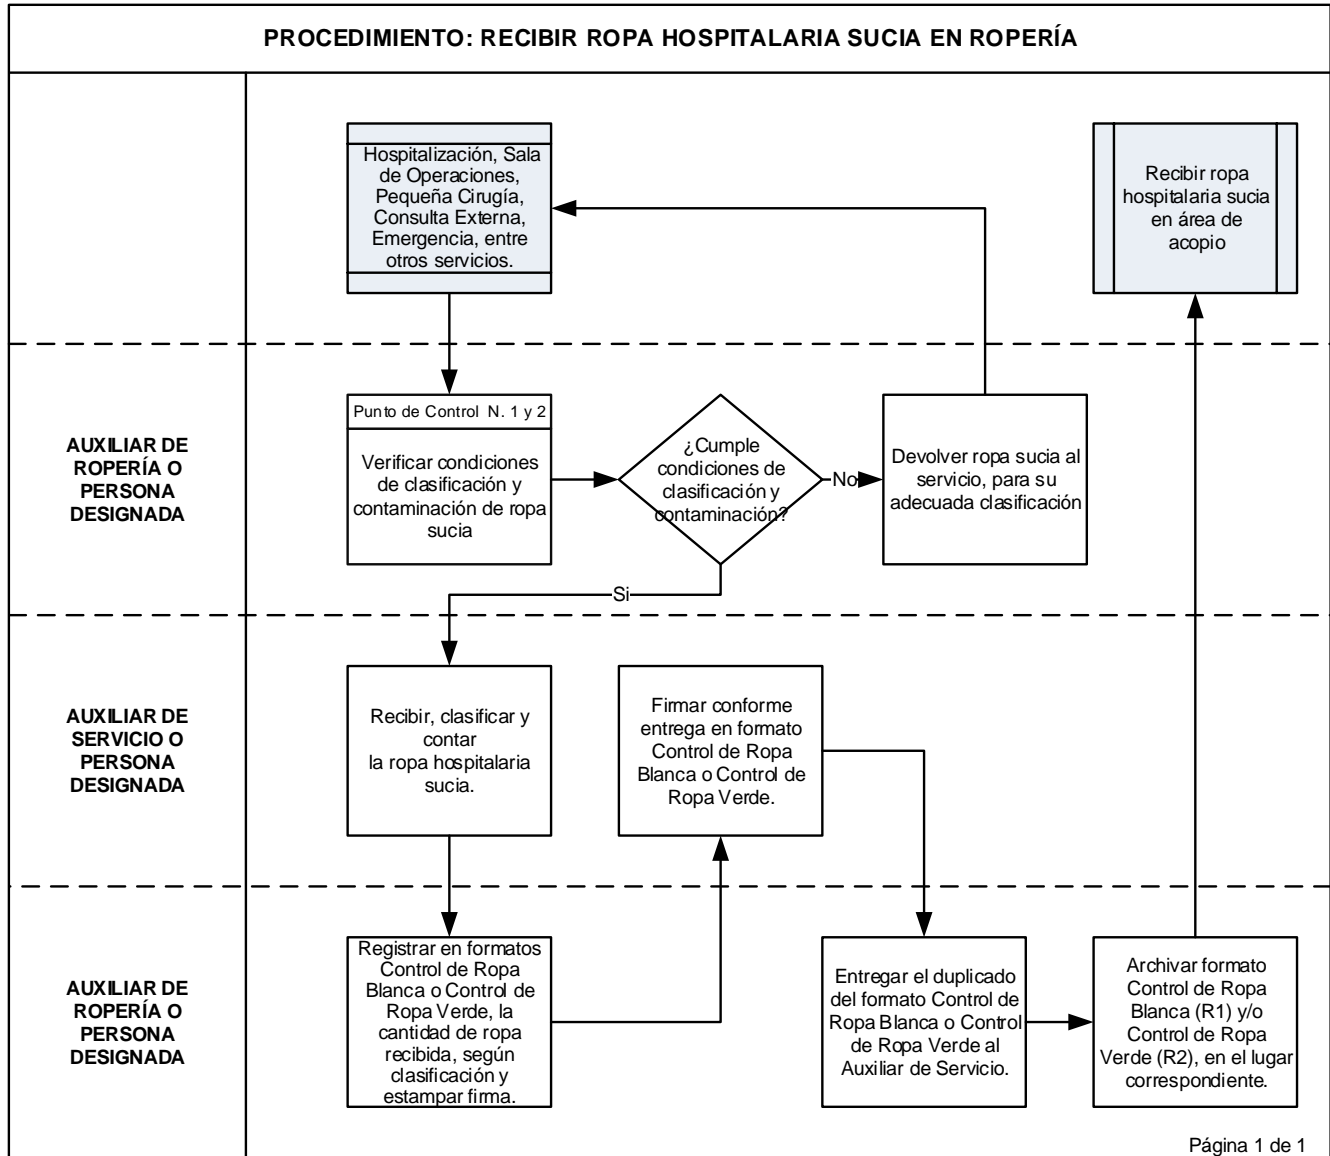 PROCEDIMIENTO: RECIBIR ROPA HOSPITALARIA SUCIA EN ROPERÍA
Hospitalización, Sala
de Operaciones,
Pequeña Cirugía,
Consulta Externa,
Emergencia, entre
otros servicios.
Recibir ropa
hospitalaria sucia
en área de
acopio
AUXILIAR DE
ROPERÍA O
PERSONA
DESIGNADA
Punto de Control N. 1 y 2
Verificar condiciones
de clasificación y
contaminación de ropa
sucia
¿Cumple
condiciones de
clasificación y
contaminación?
No
Devolver ropa sucia al
servicio, para su
adecuada clasificación
Si
AUXILIAR DE
SERVICIO O
PERSONA
DESIGNADA
Recibir, clasificar y
contar
la ropa hospitalaria
sucia.
Firmar conforme
entrega en formato
Control de Ropa
Blanca o Control de
Ropa Verde.
AUXILIAR DE
ROPERÍA O
PERSONA
DESIGNADA
Registrar en formatos
Control de Ropa
Blanca o Control de
Ropa Verde, la
cantidad de ropa
recibida, según
clasificación y
estampar firma.
Entregar el duplicado
del formato Control de
Ropa Blanca o Control
de Ropa Verde al
Auxiliar de Servicio.
Archivar formato
Control de Ropa
Blanca (R1) y/o
Control de Ropa
Verde (R2), en el lugar
correspondiente.
Página 1 de 1